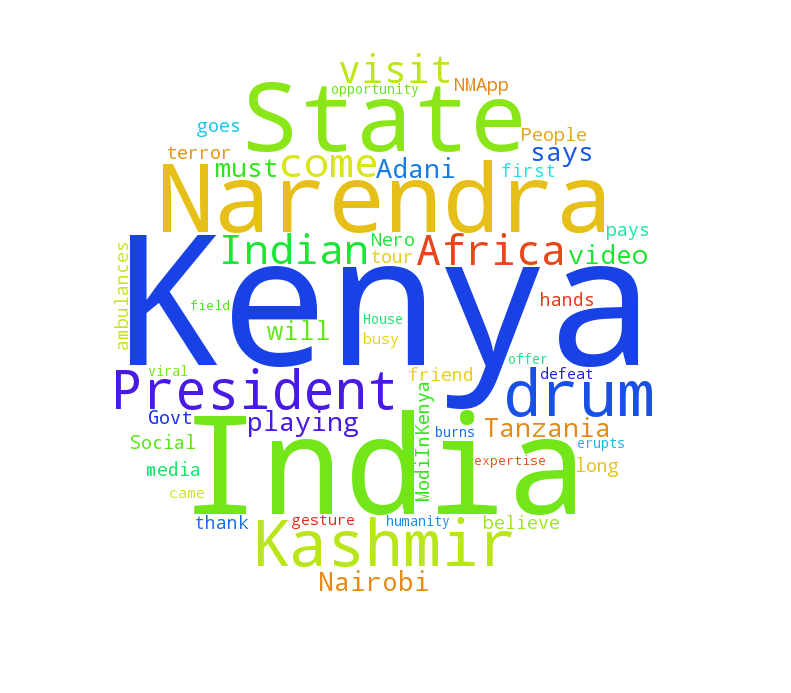 visit
opportunity
NMApp
State
goes
People
terror
says
must
come
Adani
first
Narendra
pays
Indian
Nero
Africa
video
tour
ambulances
Kenya
hands
field
House
will
busy
offer
viral
friend
defeat
President
drum
ModiInKenya
Govt
playing
Tanzania
burns
Social
erupts
India
media
expertise
long
came
thank
gesture
humanity
believe
Kashmir
Nairobi